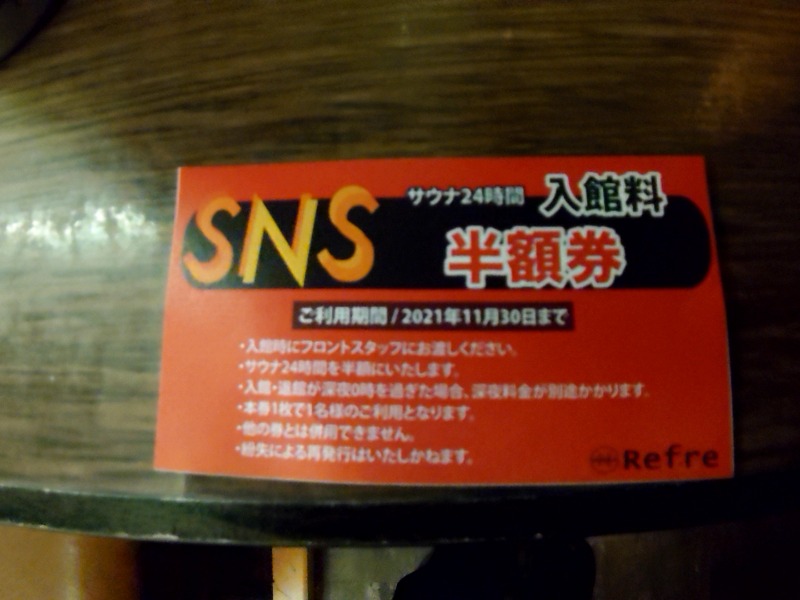 SNS
サウナ24時間 入館料
半額券
ご利用期間 / 2021年11月30日まで
・入館時にフロントスタッフにお渡しください。
・サウナ24時間を半額にいたします。
・入館・退館が深夜0時を過ぎた場合、深夜料金が別途かかります。
・本券1枚で1名様のご利用となります。
・他の券とは併用できません。
・紛失による再発行はいたしかねます。
Refre